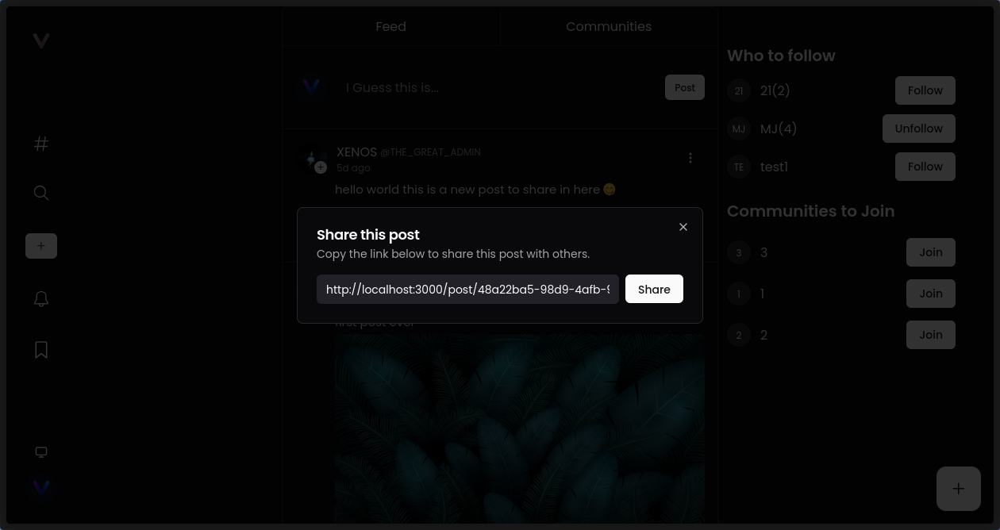 Feed
Communities
I Guess this is...
Post
XENOS @THE_GREAT_ADMIN
5d ago
hello world this is a new post to share in here 😊
Share this post
Copy the link below to share this post with others.
http://localhost:3000/post/48a22ba5-98d9-4afb-9
Share
first post ever
Who to follow
21 21(2) Follow
MJ MJ(4) Unfollow
TE test1 Follow
Communities to Join
3 3 Join
1 1 Join
2 2 Join